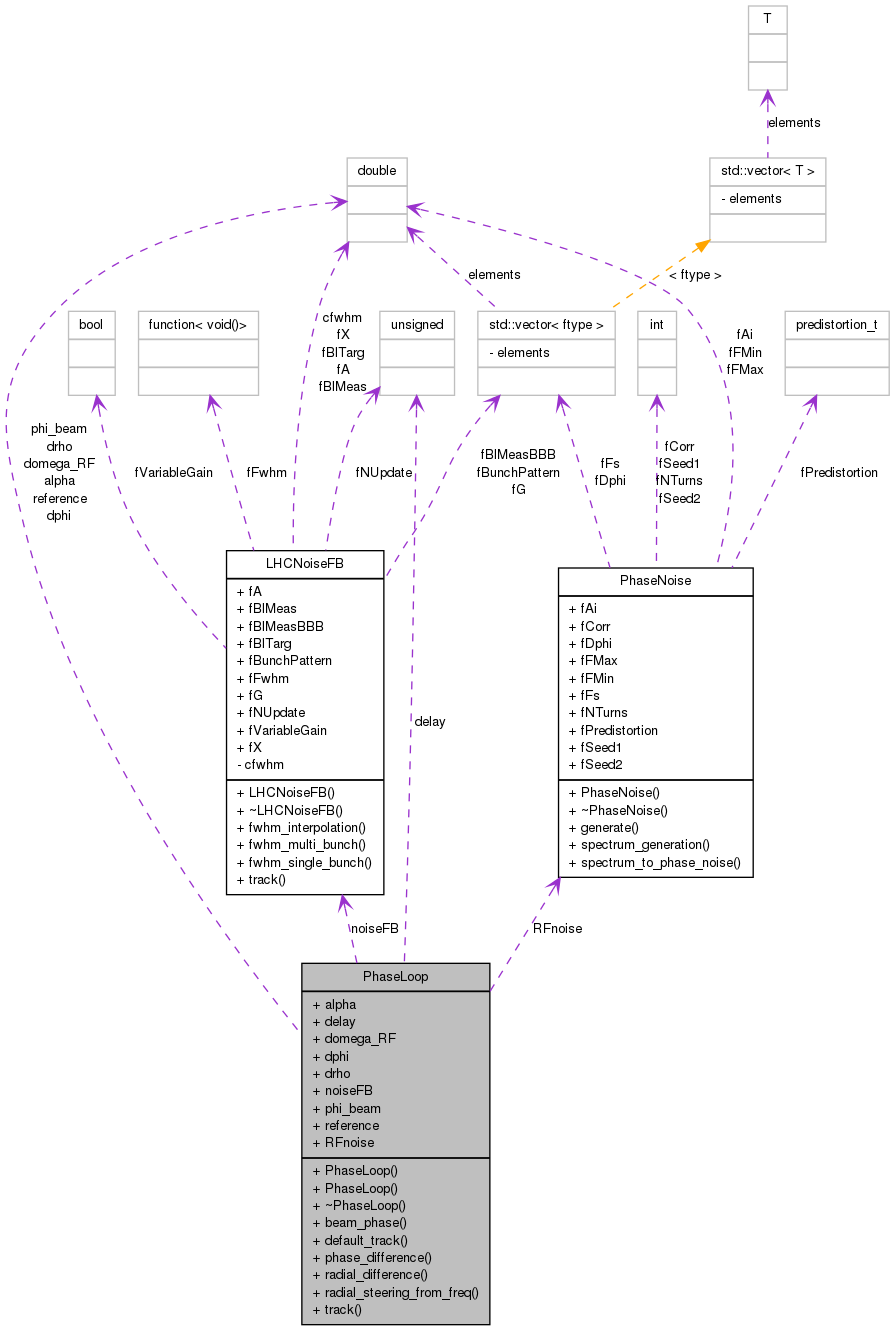 T
elements
double
std::vector< T >
- elements
elements
< ftype >
bool
function< void()>
cfwhm
fX
fBlTarg
fA
fBlMeas
unsigned
std::vector< ftype >
- elements
int
fAi
fFMin
fFMax
predistortion_t
phi_beam
drho
domega_RF
alpha
reference
dphi
fVariableGain
fFwhm
fNUpdate
fBlMeasBBB
fBunchPattern
fG
fFs
fDphi
fCorr
fSeed1
fNTurns
fSeed2
fPredistortion
LHCNoiseFB
+ fA
+ fBlMeas
+ fBlMeasBBB
+ fBlTarg
+ fBunchPattern
+ fFwhm
+ fG
+ fNUpdate
+ fVariableGain
+ fX
- cfwhm
+ LHCNoiseFB()
+ ~LHCNoiseFB()
+ fwhm_interpolation()
+ fwhm_multi_bunch()
+ fwhm_single_bunch()
+ track()
PhaseNoise
+ fAi
+ fCorr
+ fDphi
+ fFMax
+ fFMin
+ fFs
+ fNTurns
+ fPredistortion
+ fSeed1
+ fSeed2
+ PhaseNoise()
+ ~PhaseNoise()
+ generate()
+ spectrum_generation()
+ spectrum_to_phase_noise()
delay
noiseFB
RFnoise
PhaseLoop
+ alpha
+ delay
+ domega_RF
+ dphi
+ drho
+ noiseFB
+ phi_beam
+ reference
+ RFnoise
+ PhaseLoop()
+ PhaseLoop()
+ ~PhaseLoop()
+ beam_phase()
+ default_track()
+ phase_difference()
+ radial_difference()
+ radial_steering_from_freq()
+ track()